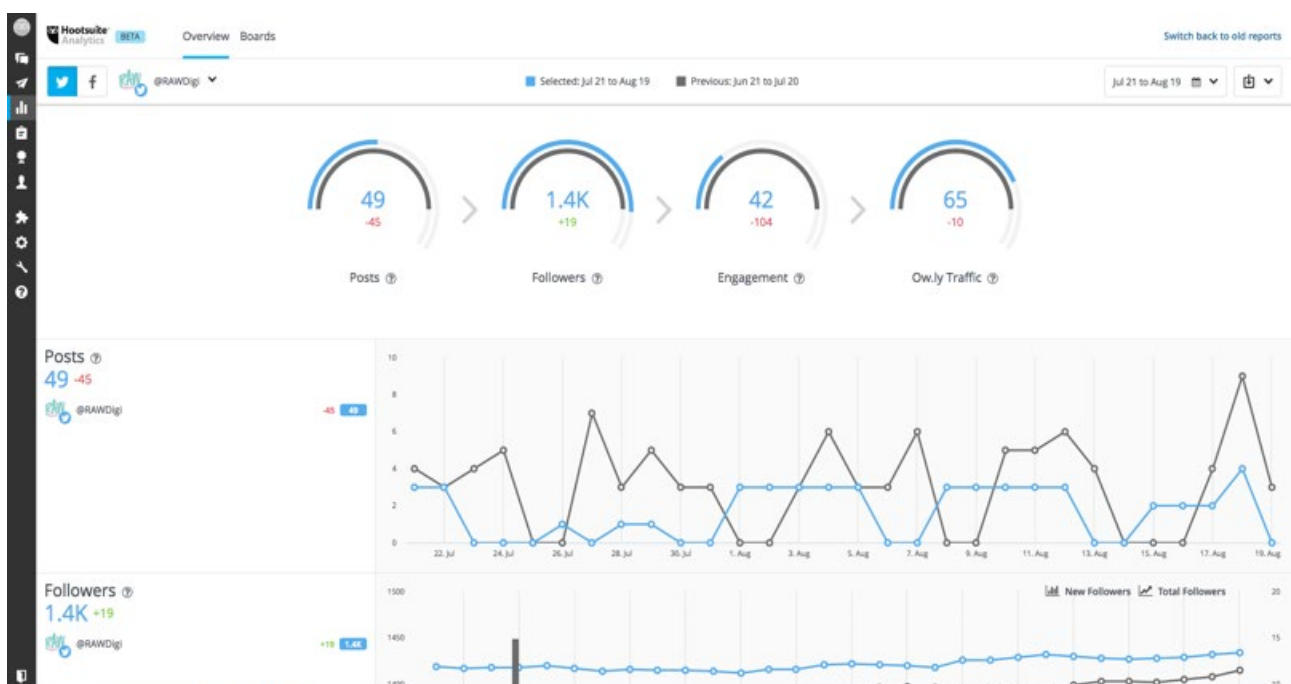 Hootsuite
Analytics
BETA
Overview Boards
Switch back to old reports
@RAWDigi
Selected: Jul 21 to Aug 19
Previous: Jun 21 to Jul 20
Jul 21 to Aug 19
49
-45
Posts
1.4K
+19
Followers
42
-104
Engagement
65
-10
Ow.ly Traffic
Posts
49 -45
@RAWDigi
-45 49
10
8
6
4
2
0
22. Jul 24. Jul 26. Jul 28. Jul 30. Jul 1. Aug 3. Aug 5. Aug 7. Aug 9. Aug 11. Aug 13. Aug 15. Aug 17. Aug 19. Aug
Followers
1.4K +19
@RAWDigi
+19 1.4K
New Followers Total Followers
1500
1450
20
15